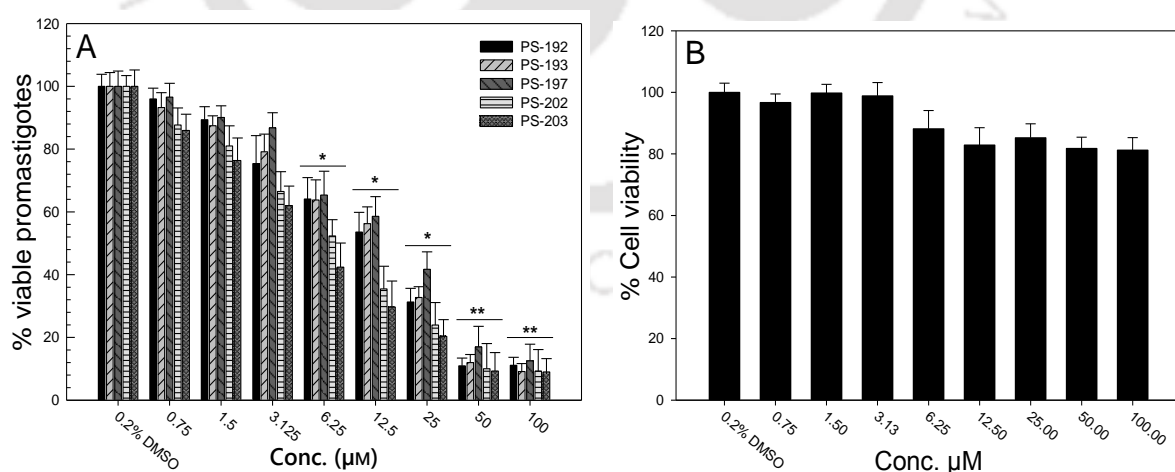 A
% viable promastigotes
120
100
80
60
40
20
0
PS-192
PS-193
PS-197
PS-202
PS-203
*
*
*
**
**
0.2% DMSO
0.75
1.5
3.125
6.25
12.5
25
50
100
Conc. (µM)
B
% Cell viability
120
100
80
60
40
20
0
0.2% DMSO
0.75
1.50
3.13
6.25
12.50
25.00
50.00
100.00
Conc. µM